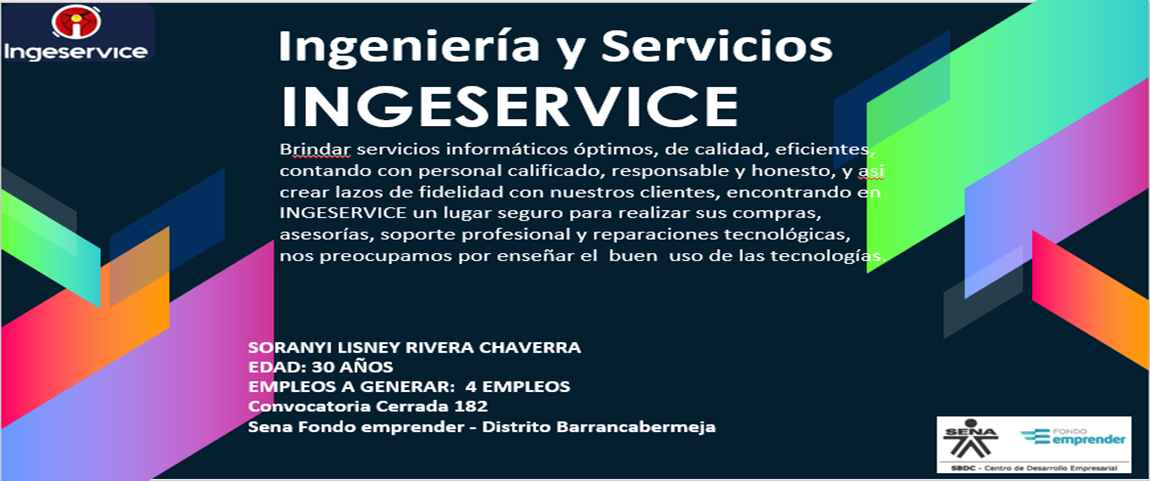 Ingeservice
Ingeniería y Servicios
INGESERVICE
Brindar servicios informáticos óptimos, de calidad, eficientes,
contando con personal calificado, responsable y honesto, y asi
crear lazos de fidelidad con nuestros clientes, encontrando en
INGESERVICE un lugar seguro para realizar sus compras,
asesorías, soporte profesional y reparaciones tecnológicas,
nos preocupamos por enseñar el buen uso de las tecnologías.
SORANYI LISNEY RIVERA CHAVERRA
EDAD: 30 AÑOS
EMPLEOS A GENERAR: 4 EMPLEOS
Convocatoria Cerrada 182
Sena Fondo emprender - Distrito Barrancabermeja
SENA
FONDO
emprender
SBDC - Centro de Desarrollo Empresarial